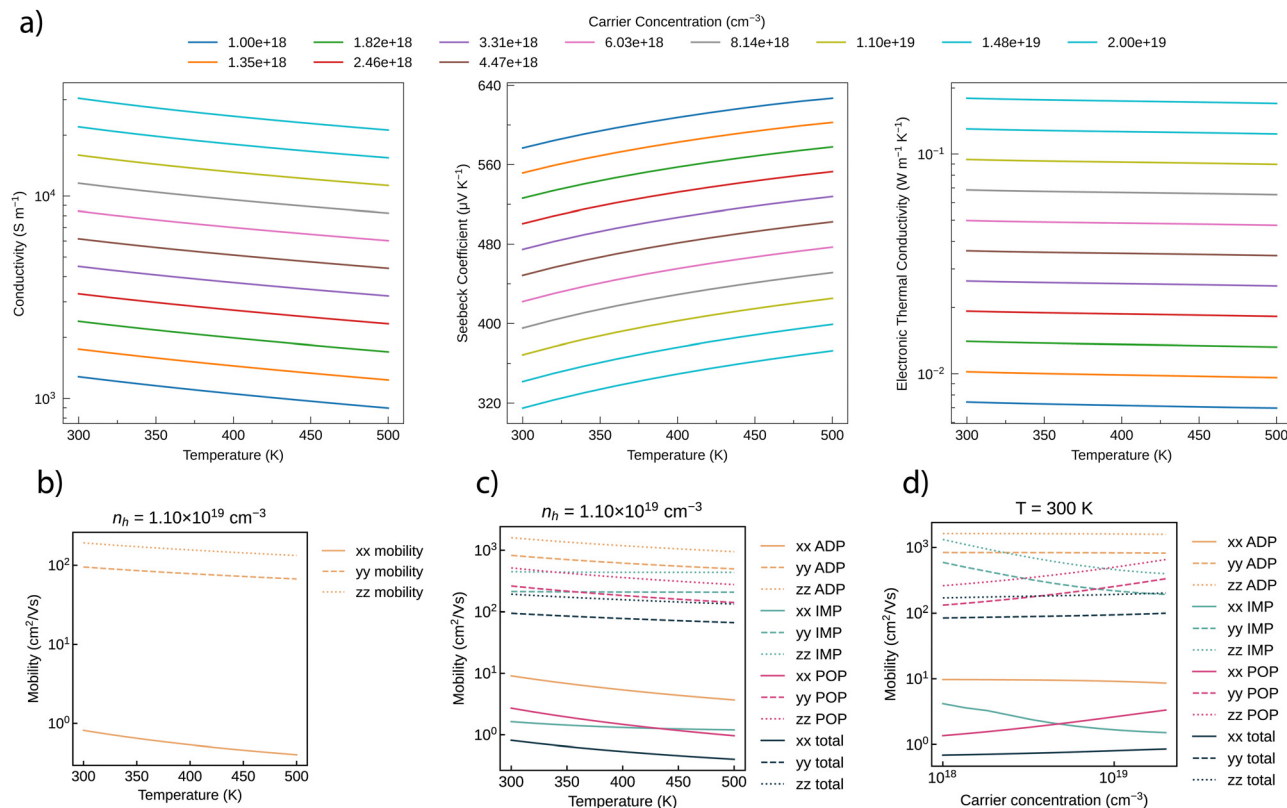 a)
Carrier Concentration (cm⁻³)
1.00e+18 1.82e+18 3.31e+18 6.03e+18 8.14e+18 1.10e+19 1.48e+19 2.00e+19
1.35e+18 2.46e+18 4.47e+18
Conductivity (S m⁻¹)
10⁴
10³
300 350 400 450 500
Temperature (K)
Seebeck Coefficient (μV K⁻¹)
640
560
480
400
320
300 350 400 450 500
Temperature (K)
Electronic Thermal Conductivity (W m⁻¹ K⁻¹)
10⁻¹
10⁻²
300 350 400 450 500
Temperature (K)
b)
n_h = 1.10×10¹⁹ cm⁻³
Mobility (cm²/Vs)
10²
10¹
10⁰
300 350 400 450 500
Temperature (K)
xx mobility
yy mobility
zz mobility
c)
n_h = 1.10×10¹⁹ cm⁻³
Mobility (cm²/Vs)
10³
10²
10¹
10⁰
300 350 400 450 500
Temperature (K)
xx ADP
yy ADP
zz ADP
xx IMP
yy IMP
zz IMP
xx POP
yy POP
zz POP
xx total
yy total
zz total
d)
T = 300 K
Mobility (cm²/Vs)
10³
10²
10¹
10⁰
10¹⁸ 10¹⁹
Carrier concentration (cm⁻³)
xx ADP
yy ADP
zz ADP
xx IMP
yy IMP
zz IMP
xx POP
yy POP
zz POP
xx total
yy total
zz total